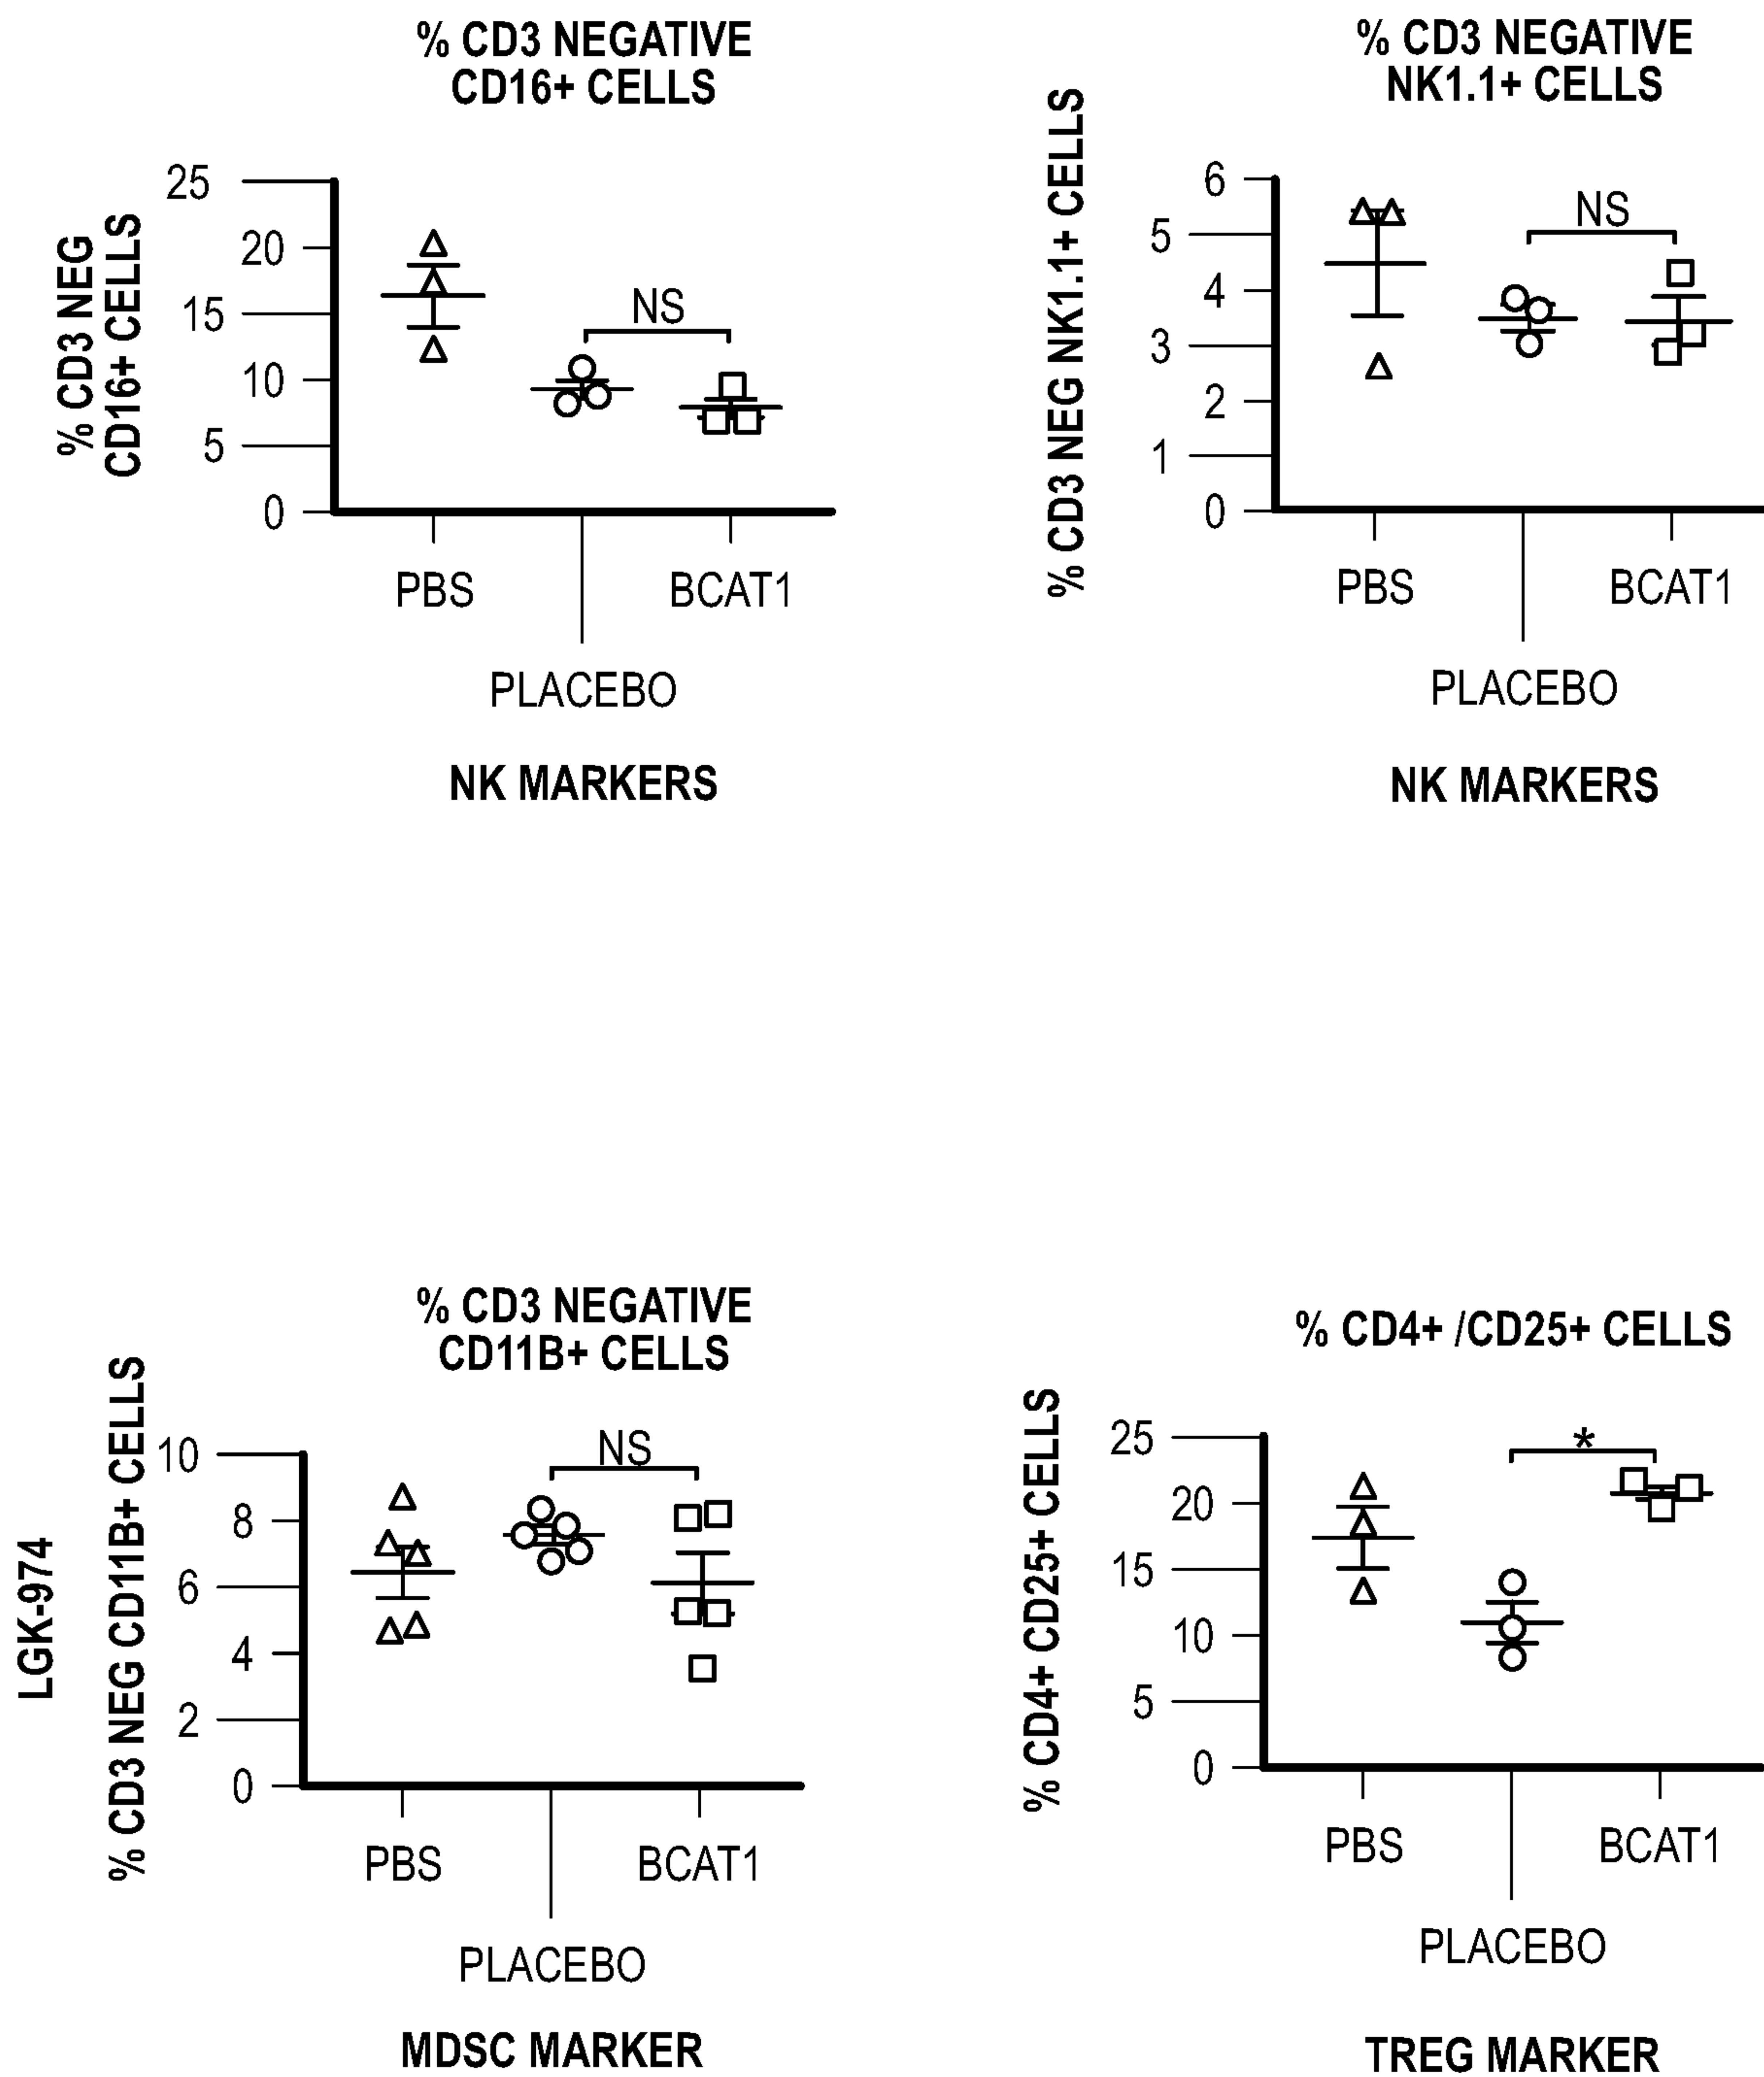 % CD3 NEGATIVE
CD16+ CELLS
% CD3 NEG
CD16+ CELLS
25
20
15
10
5
0
NS
PBS
BCAT1
PLACEBO
NK MARKERS
% CD3 NEGATIVE
NK1.1+ CELLS
% CD3 NEG NK1.1+ CELLS
6
5
4
3
2
1
0
NS
PBS
BCAT1
PLACEBO
NK MARKERS
LGK-974
% CD3 NEGATIVE
CD11B+ CELLS
% CD3 NEG CD11B+ CELLS
10
8
6
4
2
0
NS
PBS
BCAT1
PLACEBO
MDSC MARKER
% CD4+ /CD25+ CELLS
% CD4+ CD25+ CELLS
25
20
15
10
5
0
*
PBS
BCAT1
PLACEBO
TREG MARKER